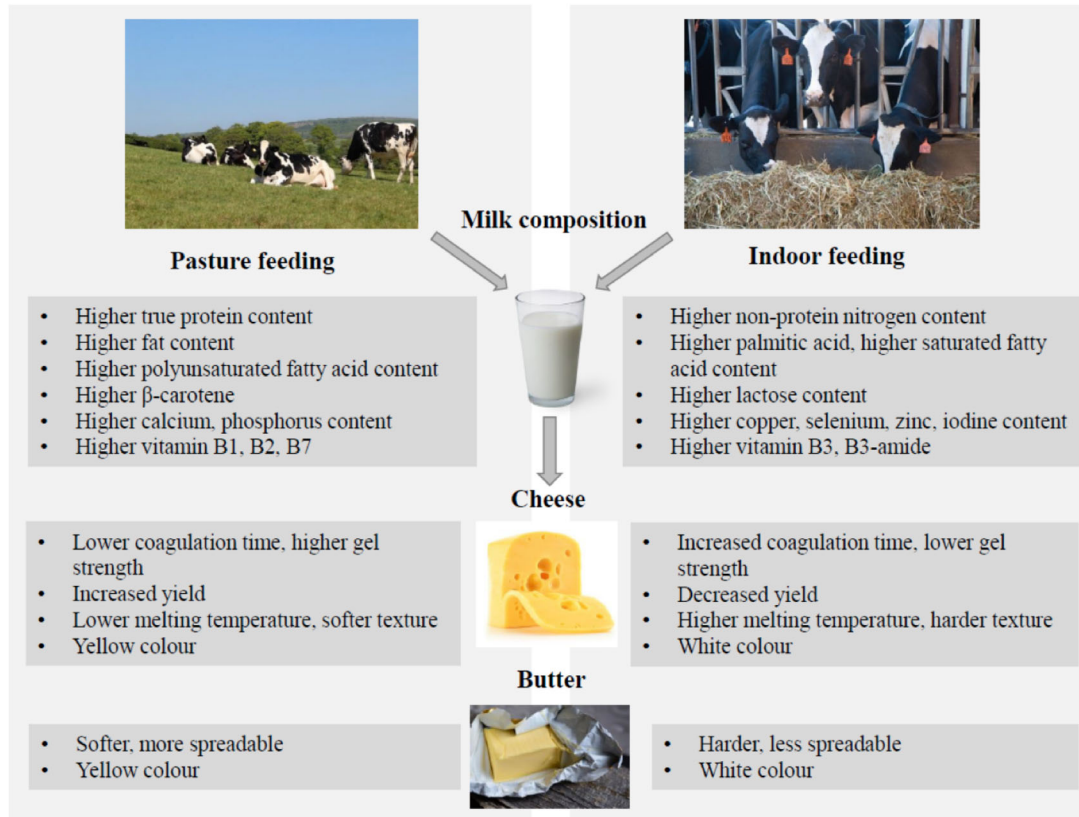 Milk composition
Pasture feeding
Indoor feeding
• Higher true protein content
• Higher fat content
• Higher polyunsaturated fatty acid content
• Higher β-carotene
• Higher calcium, phosphorus content
• Higher vitamin B1, B2, B7
• Higher non-protein nitrogen content
• Higher palmitic acid, higher saturated fatty
acid content
• Higher lactose content
• Higher copper, selenium, zinc, iodine content
• Higher vitamin B3, B3-amide
Cheese
• Lower coagulation time, higher gel
strength
• Increased yield
• Lower melting temperature, softer texture
• Yellow colour
• Increased coagulation time, lower gel
strength
• Decreased yield
• Higher melting temperature, harder texture
• White colour
Butter
• Softer, more spreadable
• Yellow colour
• Harder, less spreadable
• White colour